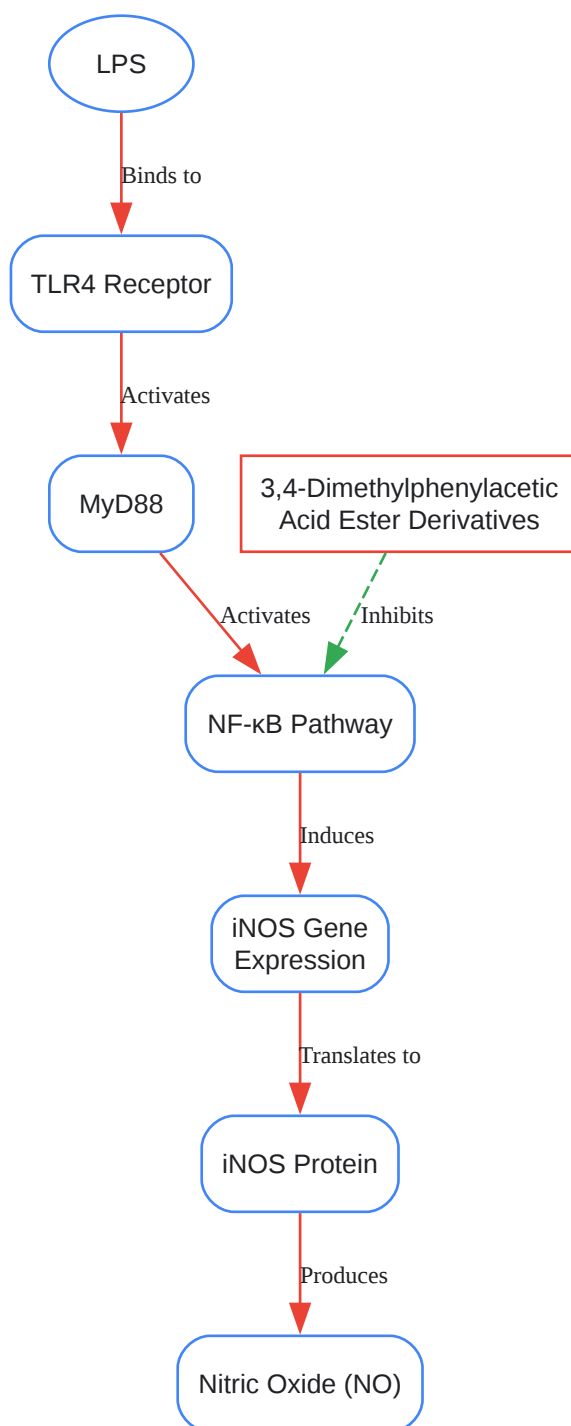 LPS
Binds to
TLR4 Receptor
Activates
MyD88
3,4-Dimethylphenylacetic
Acid Ester Derivatives
Activates
Inhibits
NF-κB Pathway
Induces
iNOS Gene
Expression
Translates to
iNOS Protein
Produces
Nitric Oxide (NO)